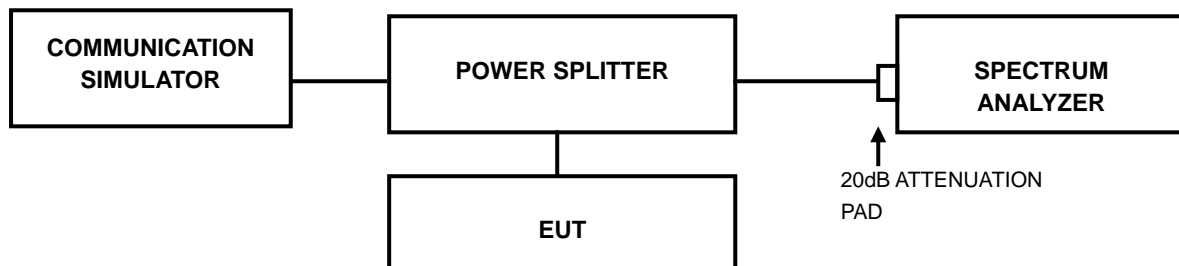 COMMUNICATION
SIMULATOR
POWER SPLITTER
SPECTRUM
ANALYZER
20dB ATTENUATION
PAD
EUT